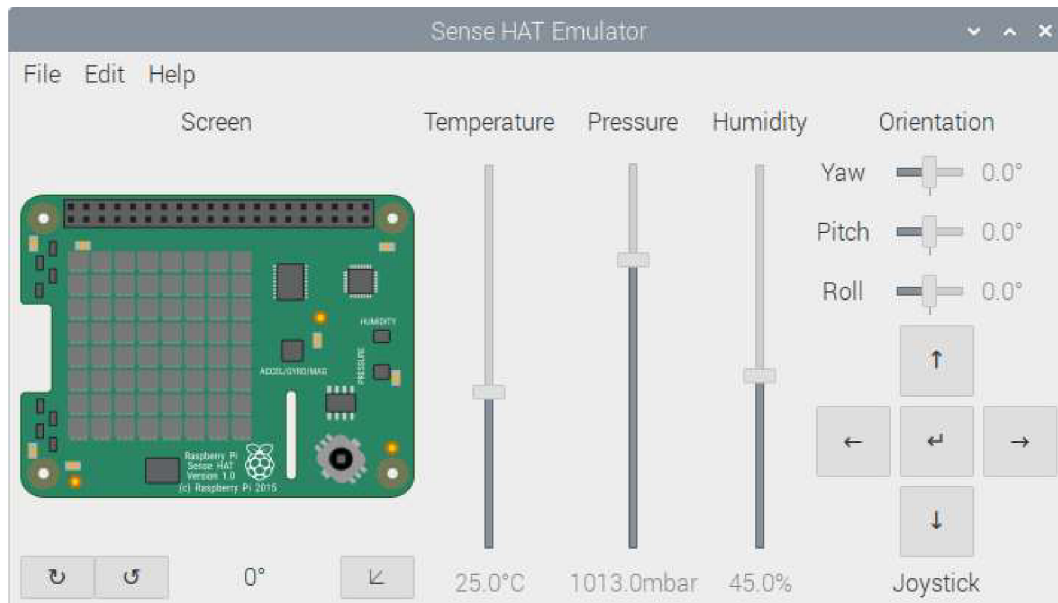 Sense HAT Emulator
File Edit Help
Screen
Temperature
Pressure
Humidity
Orientation
Yaw 0.0°
Pitch 0.0°
Roll 0.0°
HUMIDITY
PRESSURE
ACCEL/GYRO/MAG
Raspberry Pi
Sense HAT
Version 1.0
(c) Raspberry Pi 2015
↑
← ↵ →
↓
↻ ↺ 0°
25.0°C
1013.0mbar
45.0%
Joystick